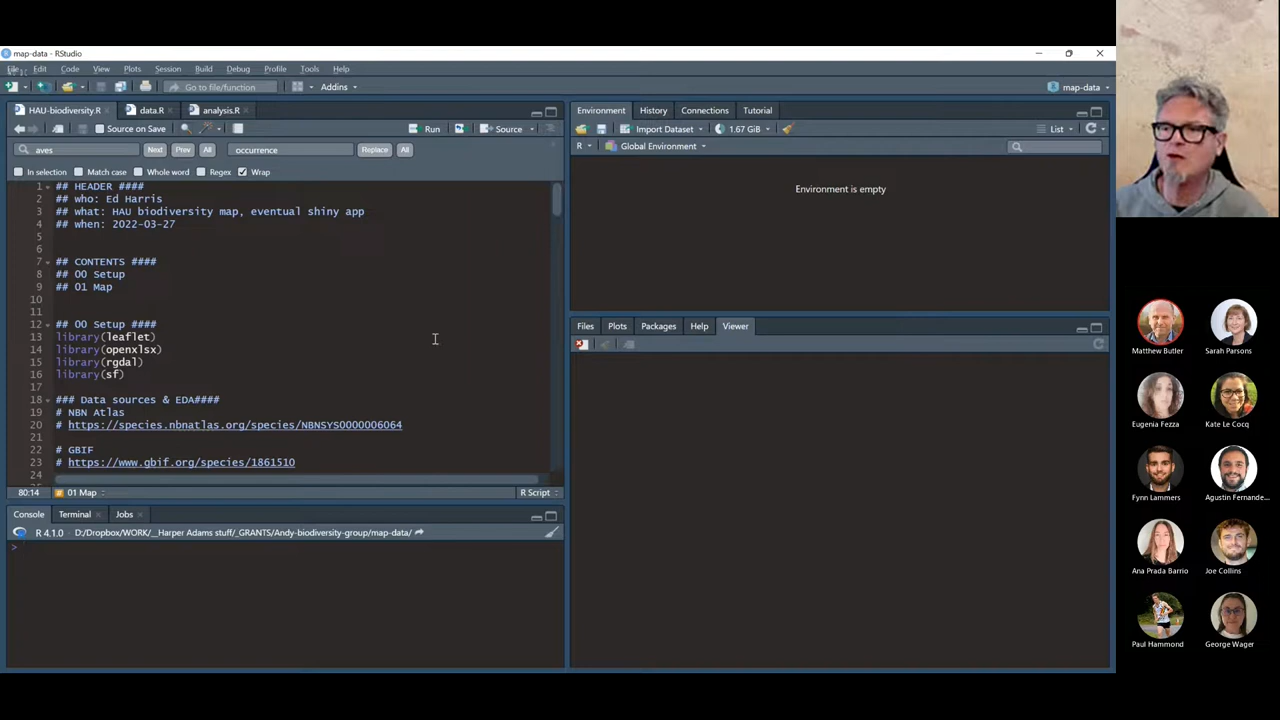 map-data - RStudio
File Edit Code View Plots Session Build Debug Profile Tools Help
Go to file/function
Addins
map-data
HAU-biodiversity.R
data.R
analysis.R
Source on Save
Run
Source
aves
Next
Prev
All
occurrence
Replace
All
In selection
Match case
Whole word
Regex
Wrap
1 ## HEADER ####
2 ## who: Ed Harris
3 ## what: HAU biodiversity map, eventual shiny app
4 ## when: 2022-03-27
5
6
7 ## CONTENTS ####
8 ## 00 Setup
9 ## 01 Map
10
11
12 ## 00 Setup ####
13 library(leaflet)
14 library(openxlsx)
15 library(rgdal)
16 library(sf)
17
18 ### Data sources & EDA####
19 # NBN Atlas
20 # https://species.nbnatlas.org/species/NBNSYS0000006064
21
22 # GBIF
23 # https://www.gbif.org/species/1861510
24
80:14
# 01 Map
R Script
Console
Terminal
Jobs
R 4.1.0 D:/Dropbox/WORK/__Harper Adams stuff/_GRANTS/Andy-biodiversity-group/map-data/
>
Environment
History
Connections
Tutorial
Import Dataset
1.67 GiB
List
R
Global Environment
Environment is empty
Files
Plots
Packages
Help
Viewer
Matthew Butler
Sarah Parsons
Eugenia Fezza
Kate Le Cocq
Fynn Lammers
Agustin Fernande...
Ana Prada Barrio
Joe Collins
Paul Hammond
George Wager